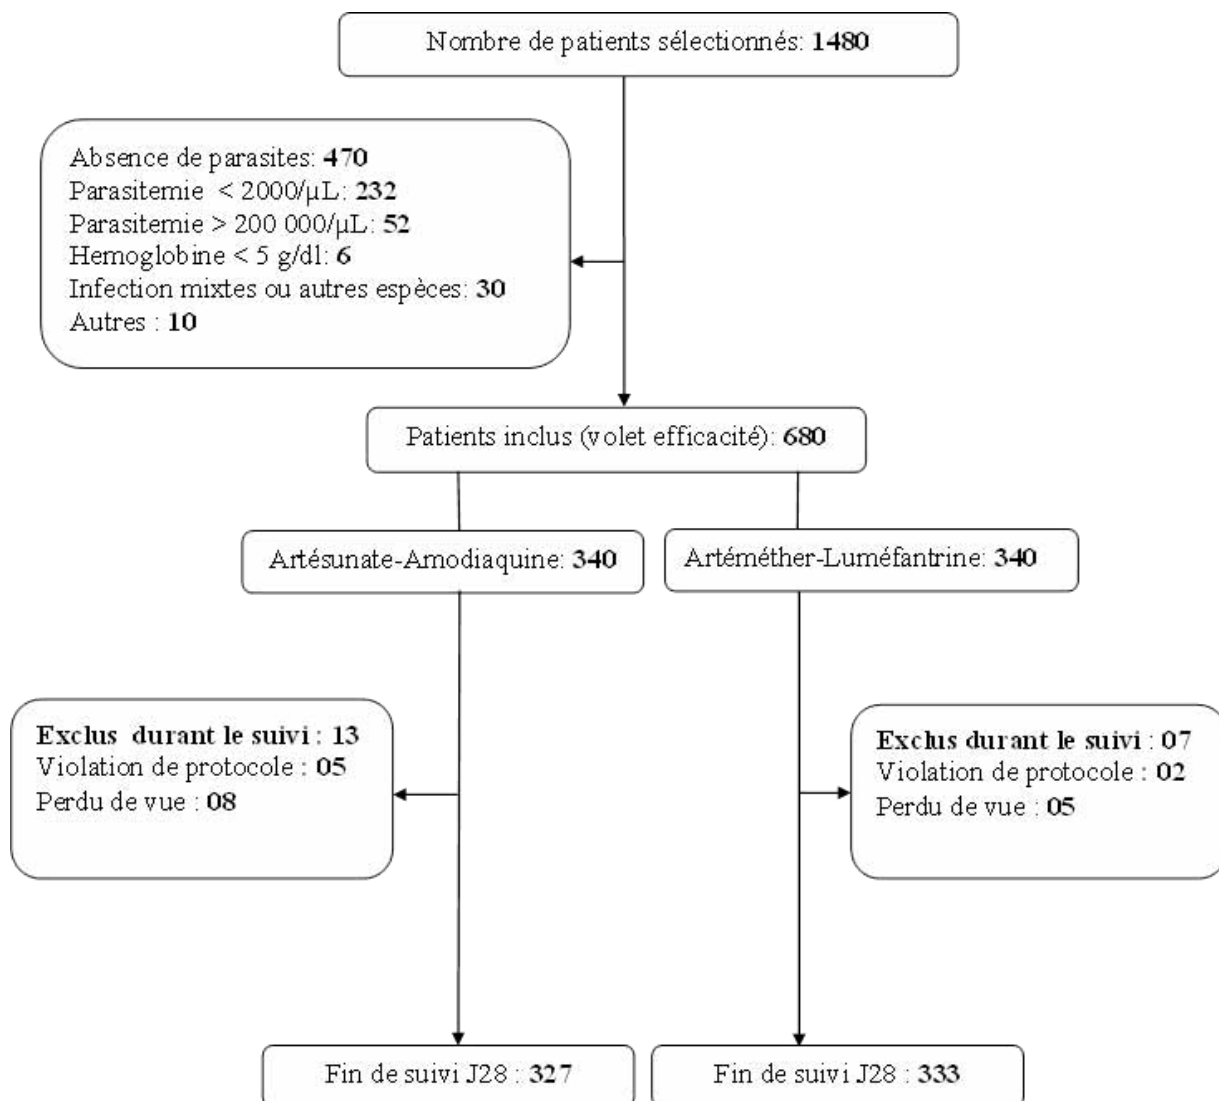 Nombre de patients sélectionnés: 1480
Absence de parasites: 470
Parasitemie < 2000/µL: 232
Parasitemie > 200 000/µL: 52
Hemoglobine < 5 g/dl: 6
Infection mixtes ou autres espèces: 30
Autres : 10
Patients inclus (volet efficacité): 680
Artésunate-Amodiaquine: 340
Artéméther-Luméfantrine: 340
Exclus durant le suivi : 13
Violation de protocole : 05
Perdu de vue : 08
Exclus durant le suivi : 07
Violation de protocole : 02
Perdu de vue : 05
Fin de suivi J28 : 327
Fin de suivi J28 : 333